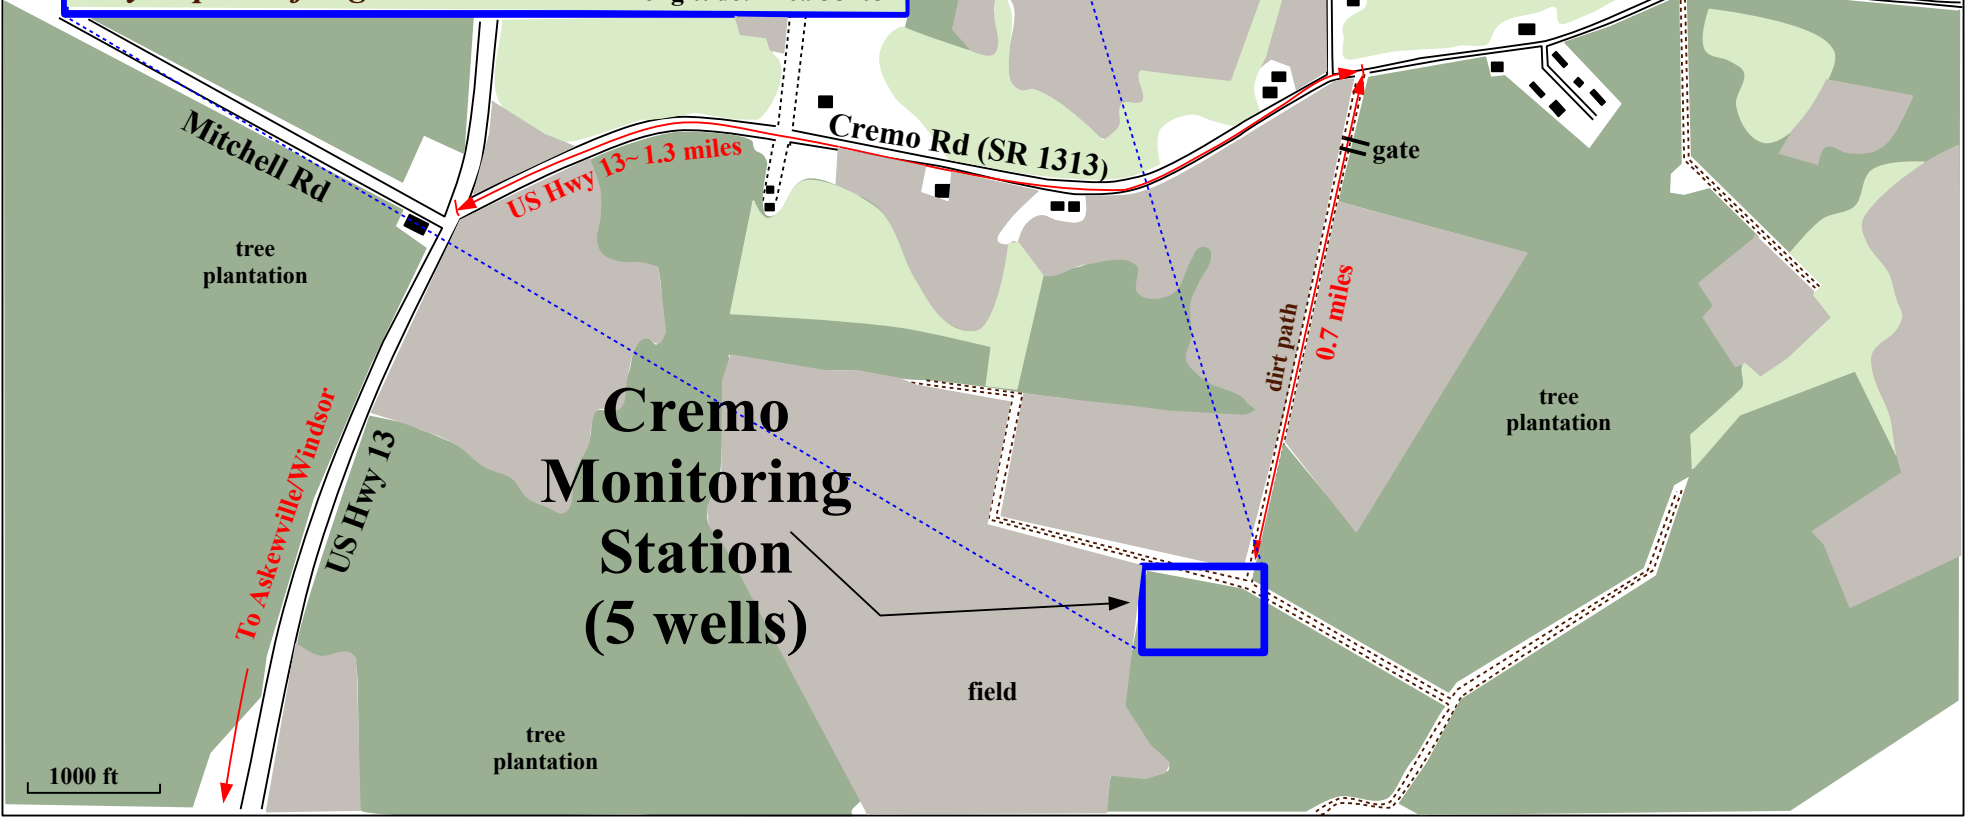 Mitchell Rd
US Hwy 13~ 1.3 miles
Cremo Rd (SR 1313)
gate
tree
plantation
dirt path
0.7 miles
tree
plantation
To Askewville/Windsor
US Hwy 13
Cremo
Monitoring
Station
(5 wells)
field
tree
plantation
1000 ft